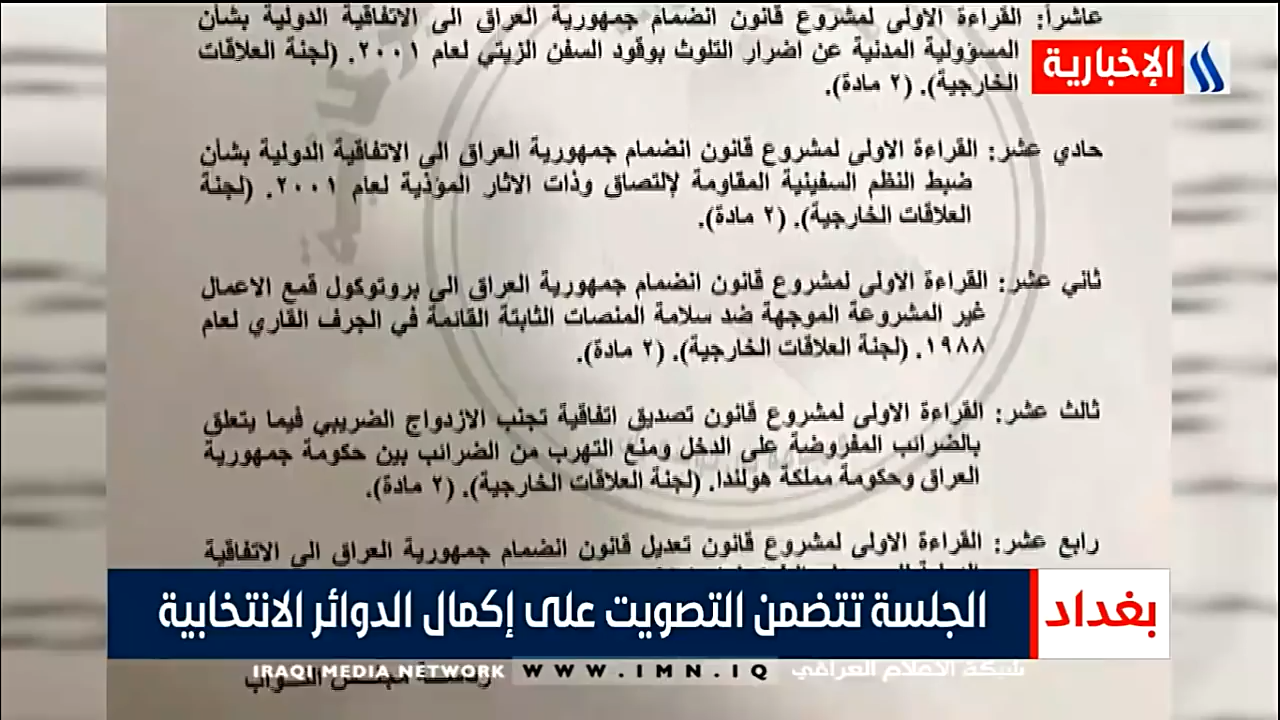 عاشراً: القراءة الاولى لمشروع قانون انضمام جمهورية العراق الى الاتفاقية الدولية بشأن
المسؤولية المدنية عن اضرار التلوث بوقود السفن الزيتي لعام ٢٠٠١. (لجنة العلاقات
الخارجية). (٢ مادة).
الإخبارية
حادي عشر: القراءة الاولى لمشروع قانون انضمام جمهورية العراق الى الاتفاقية الدولية بشأن
ضبط النظم السفينية المقاومة لإلتصاق وذات الاثار المؤذية لعام ٢٠٠١. (لجنة
العلاقات الخارجية). (٢ مادة).
ثاني عشر: القراءة الاولى لمشروع قانون انضمام جمهورية العراق الى بروتوكول قمع الاعمال
غير المشروعة الموجهة ضد سلامة المنصات الثابتة القائمة في الجرف القاري لعام
١٩٨٨. (لجنة العلاقات الخارجية). (٢ مادة).
ثالث عشر: القراءة الاولى لمشروع قانون تصديق اتفاقية تجنب الازدواج الضريبي فيما يتعلق
بالضرائب المفروضة على الدخل ومنع التهرب من الضرائب بين حكومة جمهورية
العراق وحكومة مملكة هولندا. (لجنة العلاقات الخارجية). (٢ مادة).
رابع عشر: القراءة الاولى لمشروع قانون تعديل قانون انضمام جمهورية العراق الى الاتفاقية
بغداد
الجلسة تتضمن التصويت على إكمال الدوائر الانتخابية
شبكة الاعلام العراقي WWW.IMN.IQ IRAQI MEDIA NETWORK